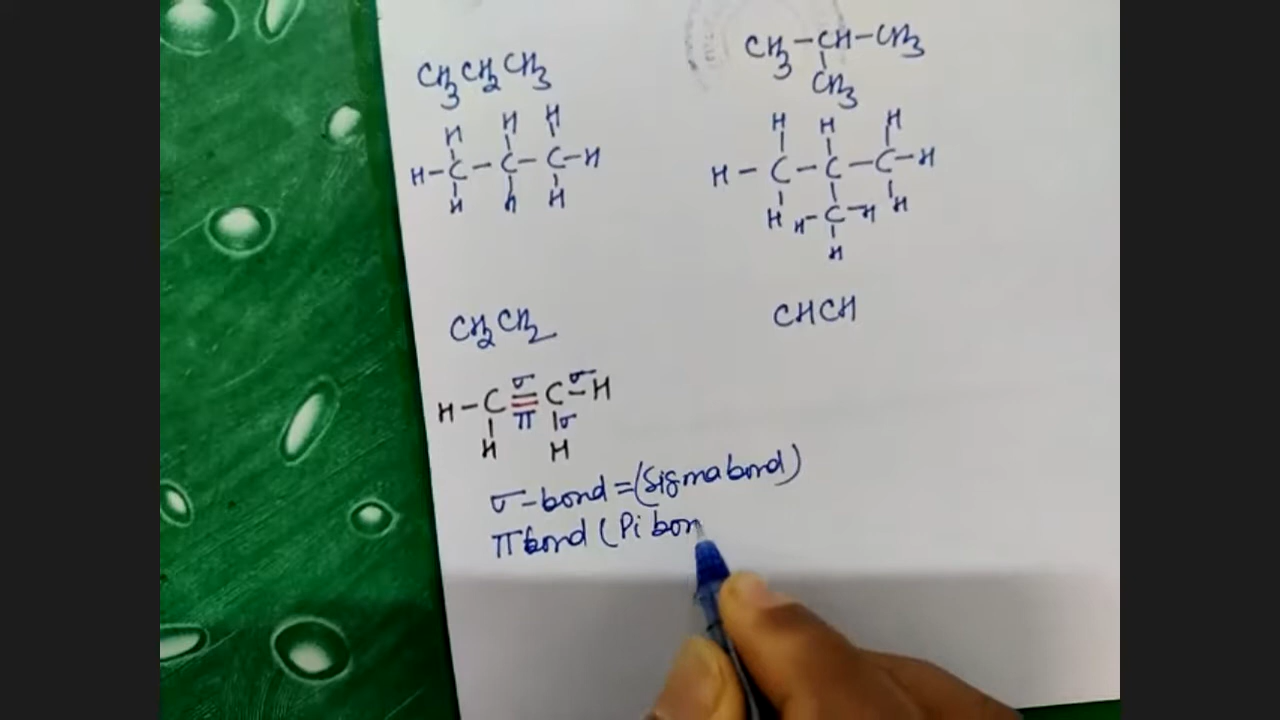 CH3CH2CH3
H H H
H-C-C-C-H
H H H
CH3-CH-CH3
CH3
H H H
H-C-C-C-H
H H-C-H H
H
CH2CH2
σ σ
H-C≡C-H
π σ
H H
σ-bond=(Sigma bond)
π bond (Pi bon
CHCH